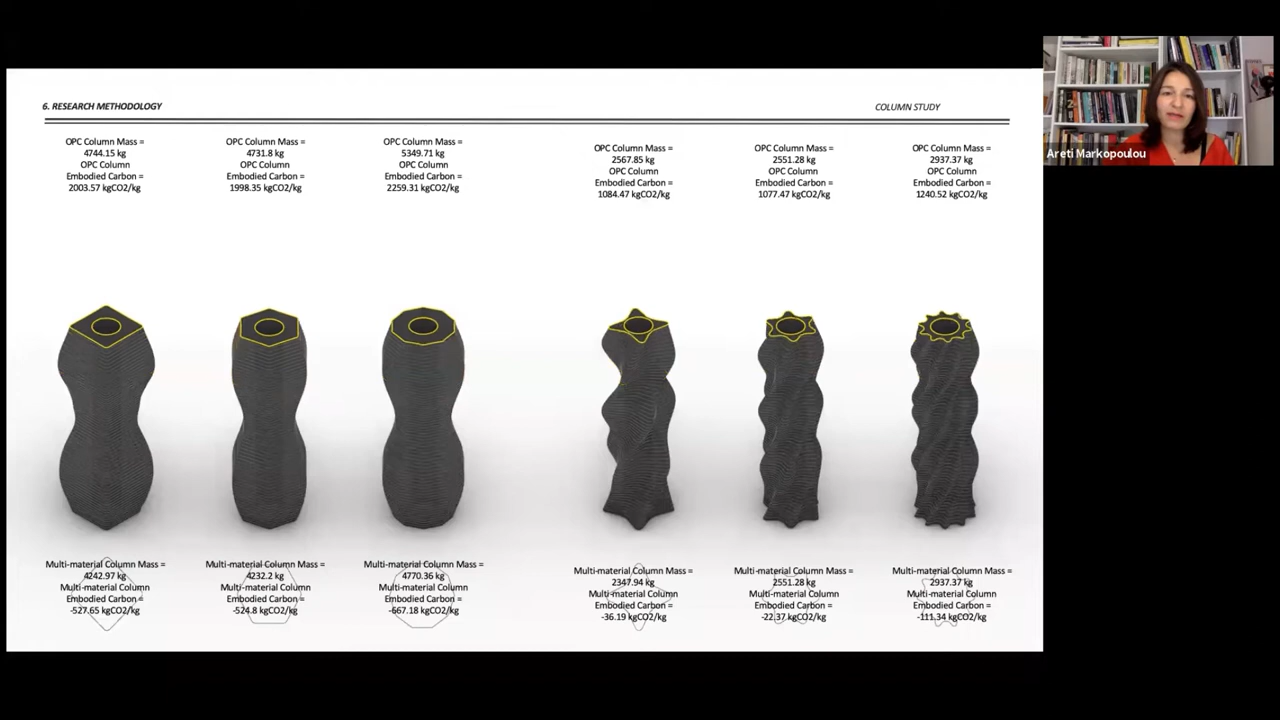 6. RESEARCH METHODOLOGY
COLUMN STUDY
OPC Column Mass =
4744.15 kg
OPC Column
Embodied Carbon =
2003.57 kgCO2/kg
OPC Column Mass =
4731.8 kg
OPC Column
Embodied Carbon =
1998.35 kgCO2/kg
OPC Column Mass =
5349.71 kg
OPC Column
Embodied Carbon =
2259.31 kgCO2/kg
OPC Column Mass =
2567.85 kg
OPC Column
Embodied Carbon =
1084.47 kgCO2/kg
OPC Column Mass =
2551.28 kg
OPC Column
Embodied Carbon =
1077.47 kgCO2/kg
OPC Column Mass =
2937.37 kg
OPC Column
Embodied Carbon =
1240.52 kgCO2/kg
Multi-material Column Mass =
4242.97 kg
Multi-material Column
Embodied Carbon =
-527.65 kgCO2/kg
Multi-material Column Mass =
4232.2 kg
Multi-material Column
Embodied Carbon =
-524.8 kgCO2/kg
Multi-material Column Mass =
4770.36 kg
Multi-material Column
Embodied Carbon =
-667.18 kgCO2/kg
Multi-material Column Mass =
2347.94 kg
Multi-material Column
Embodied Carbon =
-36.19 kgCO2/kg
Multi-material Column Mass =
2551.28 kg
Multi-material Column
Embodied Carbon =
-22.37 kgCO2/kg
Multi-material Column Mass =
2937.37 kg
Multi-material Column
Embodied Carbon =
-111.34 kgCO2/kg
Areti Markopoulou